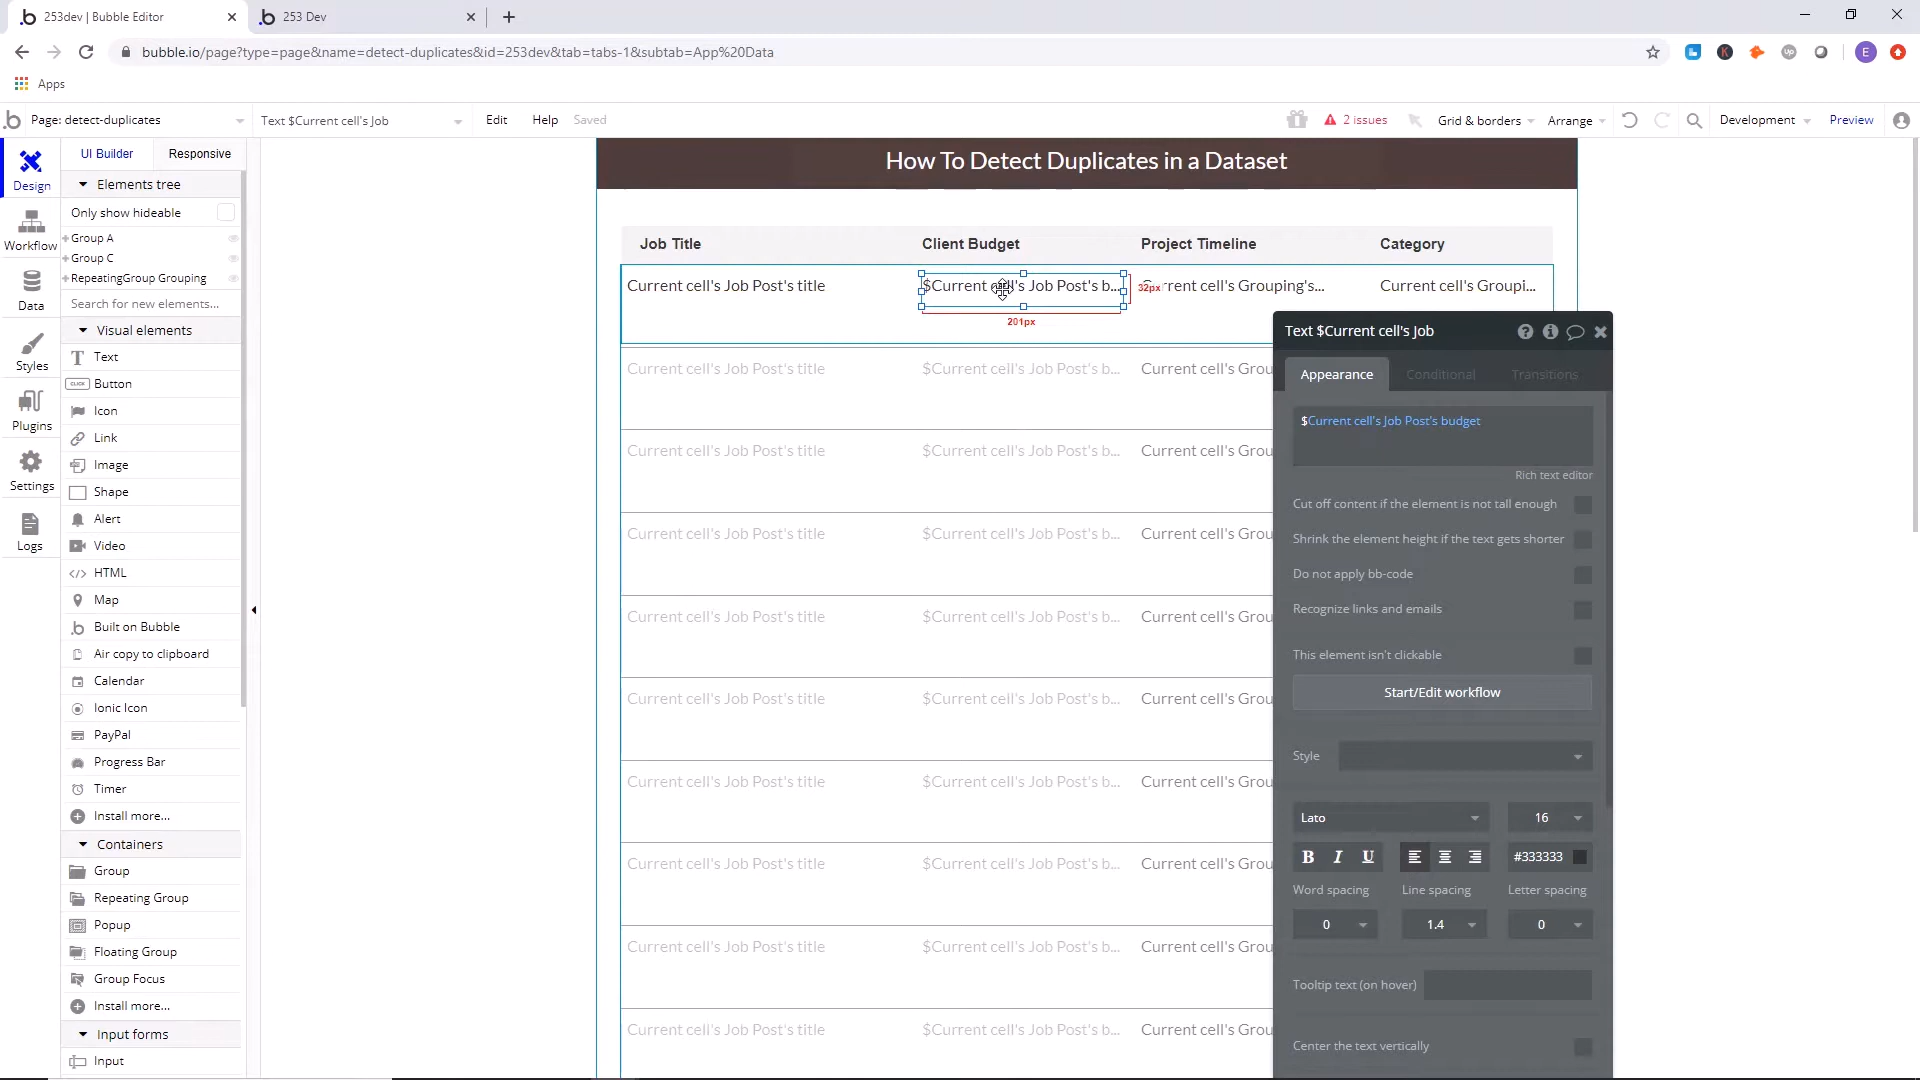 253dev | Bubble Editor
253 Dev
bubble.io/page?type=page&name=detect-duplicates&id=253dev&tab=tabs-1&subtab=App%20Data
E
Apps
Page: detect-duplicates
Text $Current cell's Job
Edit
Help
Saved
2 issues
Grid & borders
Arrange
Development
Preview
Design
Workflow
Data
Styles
Plugins
Settings
Logs
UI Builder
Responsive
Elements tree
Only show hideable
Group A
Group C
RepeatingGroup Grouping
Search for new elements...
Visual elements
Text
Button
Icon
Link
Image
Shape
Alert
Video
HTML
Map
Built on Bubble
Air copy to clipboard
Calendar
Ionic Icon
PayPal
Progress Bar
Timer
Install more...
Containers
Group
Repeating Group
Popup
Floating Group
Group Focus
Install more...
Input forms
Input
How To Detect Duplicates in a Dataset
Job Title Client Budget Project Timeline Category
Current cell's Job Post's title $Current cell's Job Post's b... rent cell's Grouping's... Current cell's Groupi...
32px
201px
Current cell's Job Post's title $Current cell's Job Post's b... Current cell's Grou
Current cell's Job Post's title $Current cell's Job Post's b... Current cell's Grou
Current cell's Job Post's title $Current cell's Job Post's b... Current cell's Grou
Current cell's Job Post's title $Current cell's Job Post's b... Current cell's Grou
Current cell's Job Post's title $Current cell's Job Post's b... Current cell's Grou
Current cell's Job Post's title $Current cell's Job Post's b... Current cell's Grou
Current cell's Job Post's title $Current cell's Job Post's b... Current cell's Grou
Current cell's Job Post's title $Current cell's Job Post's b... Current cell's Grou
Current cell's Job Post's title $Current cell's Job Post's b... Current cell's Grou
Text $Current cell's Job
Appearance Conditional Transitions
$Current cell's Job Post's budget
Rich text editor
Cut off content if the element is not tall enough
Shrink the element height if the text gets shorter
Do not apply bb-code
Recognize links and emails
This element isn't clickable
Start/Edit workflow
Style
Lato 16
B I U #333333
Word spacing Line spacing Letter spacing
0 1.4 0
Tooltip text (on hover)
Center the text vertically